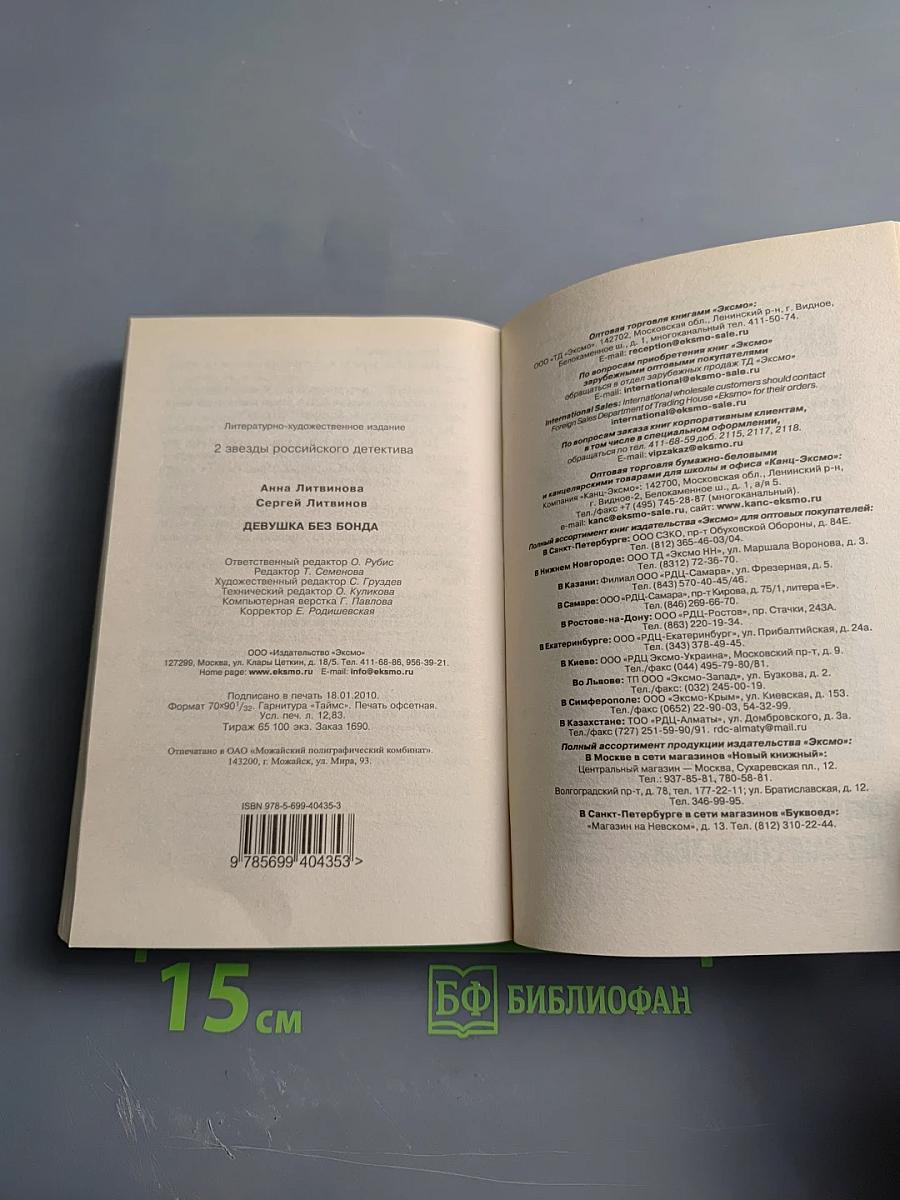 Литературно-художественное издание
2 звезды российского детектива
Анна Литвинова
Сергей Литвинов
ДЕВУШКА БЕЗ БОНДА
Ответственный редактор О. Рубис
Редактор Т. Семенова
Художественный редактор С. Груздев
Технический редактор О. Куликова
Компьютерная верстка Г. Павлова
Корректор Е. Родишевская
ООО «Издательство «Эксмо»
127299, Москва, ул. Клары Цеткин, д. 18/5. Тел. 411-68-86, 956-39-21.
Home page: www.eksmo.ru E-mail: info@eksmo.ru
Подписано в печать 18.01.2010.
Формат 70×90 1/32. Гарнитура «Таймс». Печать офсетная.
Усл. печ. л. 12,83.
Тираж 65 100 экз. Заказ 1690.
Отпечатано в ОАО «Можайский полиграфический комбинат».
143200, г. Можайск, ул. Мира, 93.
ISBN 978-5-699-40435-3
9 785699 404353 >
Оптовая торговля книгами «Эксмо»:
ООО «ТД «Эксмо». 142702, Московская обл., Ленинский р-н, г. Видное,
Белокаменное ш., д. 1, многоканальный тел. 411-50-74.
E-mail: reception@eksmo-sale.ru
По вопросам приобретения книг «Эксмо»
зарубежными оптовыми покупателями
обращаться в отдел зарубежных продаж ТД «Эксмо»
E-mail: international@eksmo-sale.ru
International Sales: International wholesale customers should contact
Foreign Sales Department of Trading House «Eksmo» for their orders.
international@eksmo-sale.ru
По вопросам заказа книг корпоративным клиентам,
в том числе в специальном оформлении,
обращаться по тел. 411-68-59 доб. 2115, 2117, 2118.
E-mail: vipzakaz@eksmo.ru
Оптовая торговля бумажно-беловыми
и канцелярскими товарами для школы и офиса «Канц-Эксмо»:
Компания «Канц-Эксмо»: 142700, Московская обл., Ленинский р-н,
г. Видное-2, Белокаменное ш., д. 1, а/я 5.
Тел./факс +7 (495) 745-28-87 (многоканальный).
e-mail: kanc@eksmo-sale.ru, сайт: www.kanc-eksmo.ru
Полный ассортимент книг издательства «Эксмо» для оптовых покупателей:
В Санкт-Петербурге: ООО СЗКО, пр-т Обуховской Обороны, д. 84Е.
Тел. (812) 365-46-03/04.
В Нижнем Новгороде: ООО ТД «Эксмо НН», ул. Маршала Воронова, д. 3.
Тел. (8312) 72-36-70.
В Казани: Филиал ООО «РДЦ-Самара», ул. Фрезерная, д. 5.
Тел. (843) 570-40-45/46.
В Самаре: ООО «РДЦ-Самара», пр-т Кирова, д. 75/1, литера «Е».
Тел. (846) 269-66-70.
В Ростове-на-Дону: ООО «РДЦ-Ростов», пр. Стачки, 243А.
Тел. (863) 220-19-34.
В Екатеринбурге: ООО «РДЦ-Екатеринбург», ул. Прибалтийская, д. 24а.
Тел. (343) 378-49-45.
В Киеве: ООО «РДЦ Эксмо-Украина», Московский пр-т, д. 9.
Тел./факс (044) 495-79-80/81.
Во Львове: ТП ООО «Эксмо-Запад», ул. Бузкова, д. 2.
Тел./факс: (032) 245-00-19.
В Симферополе: ООО «Эксмо-Крым», ул. Киевская, д. 153.
Тел./факс (0652) 22-90-03, 54-32-99.
В Казахстане: ТОО «РДЦ-Алматы», ул. Домбровского, д. 3а.
Тел./факс (727) 251-59-90/91. rdc-almaty@mail.ru
Полный ассортимент продукции издательства «Эксмо»:
В Москве в сети магазинов «Новый книжный»:
Центральный магазин — Москва, Сухаревская пл., 12.
Тел.: 937-85-81, 780-58-81.
Волгоградский пр-т, д. 78, тел. 177-22-11; ул. Братиславская, д. 12.
Тел. 346-99-95.
В Санкт-Петербурге в сети магазинов «Буквоед»:
«Магазин на Невском», д. 13. Тел. (812) 310-22-44.
15 см
БФ БИБЛИОФАН